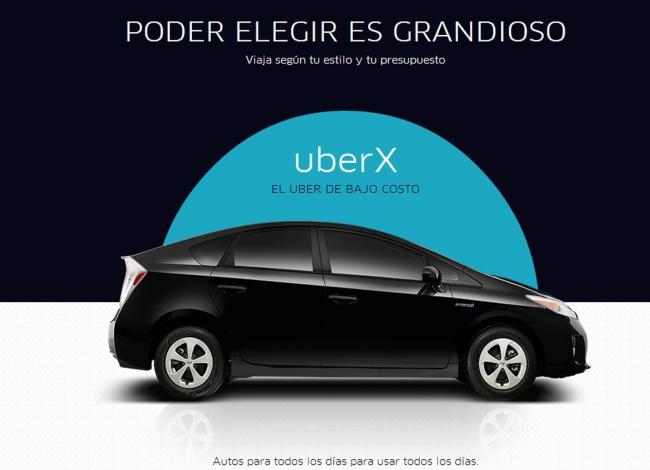 PODER ELEGIR ES GRANDIOSO
Viaja según tu estilo y tu presupuesto
uberX
EL UBER DE BAJO COSTO
Autos para todos los días para usar todos los días.